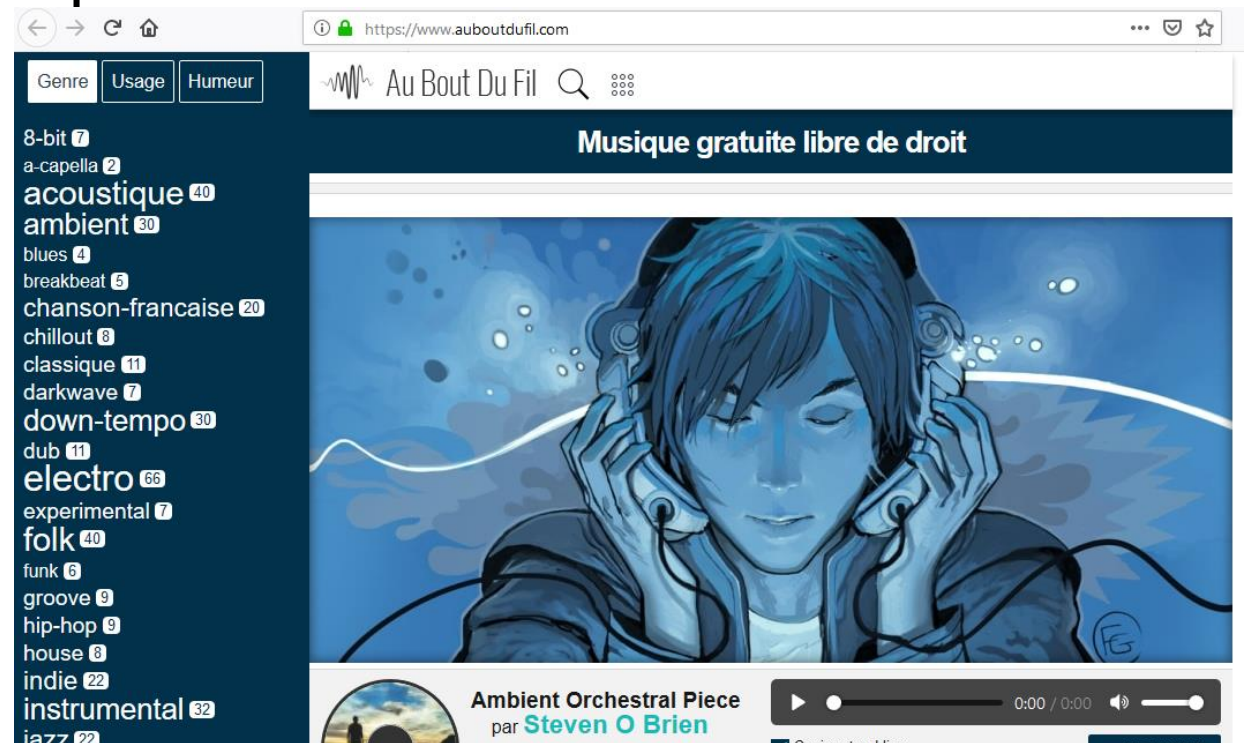 https://www.auboutdufil.com
Genre Usage Humeur
8-bit 7
a-capella 2
acoustique 40
ambient 30
blues 4
breakbeat 5
chanson-francaise 20
chillout 8
classique 11
darkwave 7
down-tempo 30
dub 11
electro 66
experimental 7
folk 40
funk 6
groove 9
hip-hop 9
house 8
indie 22
instrumental 32
jazz 22
Au Bout Du Fil
Musique gratuite libre de droit
FG
Ambient Orchestral Piece
par Steven O Brien
0:00 / 0:00